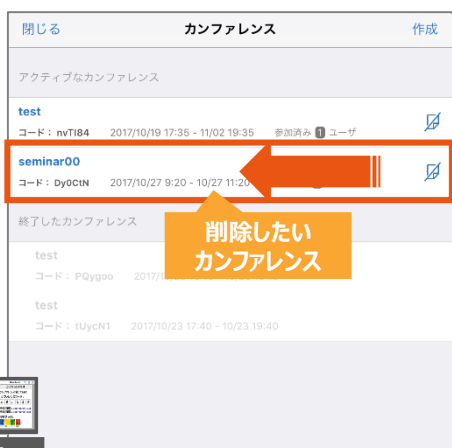 閉じる カンファレンス 作成
アクティブなカンファレンス
test
コード： nvTI84 2017/10/19 17:35 - 11/02 19:35 参加済み 1 ユーザ
seminar00
コード： Dy0CtN 2017/10/27 9:20 - 10/27 11:20
終了したカンファレンス
削除したい
カンファレンス
test
コード： PQygoo 2017/1
test
コード： tUycN1 2017/10/23 17:40 - 10/23 19:40